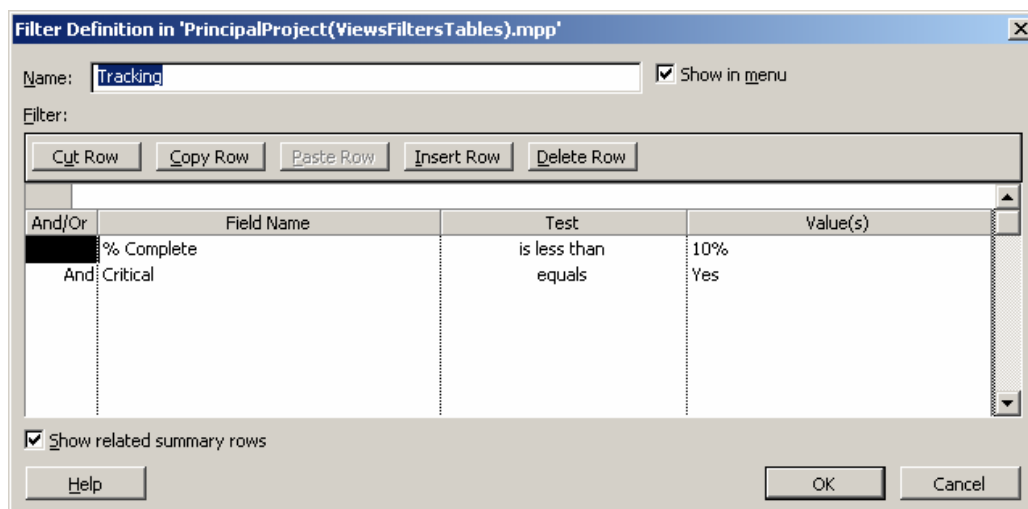 Filter Definition in 'PrincipalProject(ViewsFiltersTables).mpp'
Name: Tracking Show in menu
Filter:
Cut Row Copy Row Paste Row Insert Row Delete Row
And/Or Field Name Test Value(s)
% Complete is less than 10%
And Critical equals Yes
Show related summary rows
Help OK Cancel